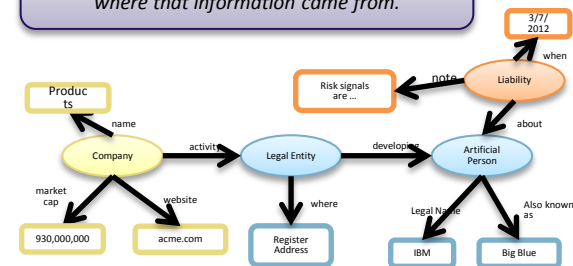 where that information came from.
3/7/
2012
when
Risk signals
are ...
note
Liability
Produc
ts
name
about
Company
activity
Legal Entity
developing
Artificial
Person
market
cap
website
where
Legal Name
Also known
as
930,000,000
acme.com
Register
Address
IBM
Big Blue